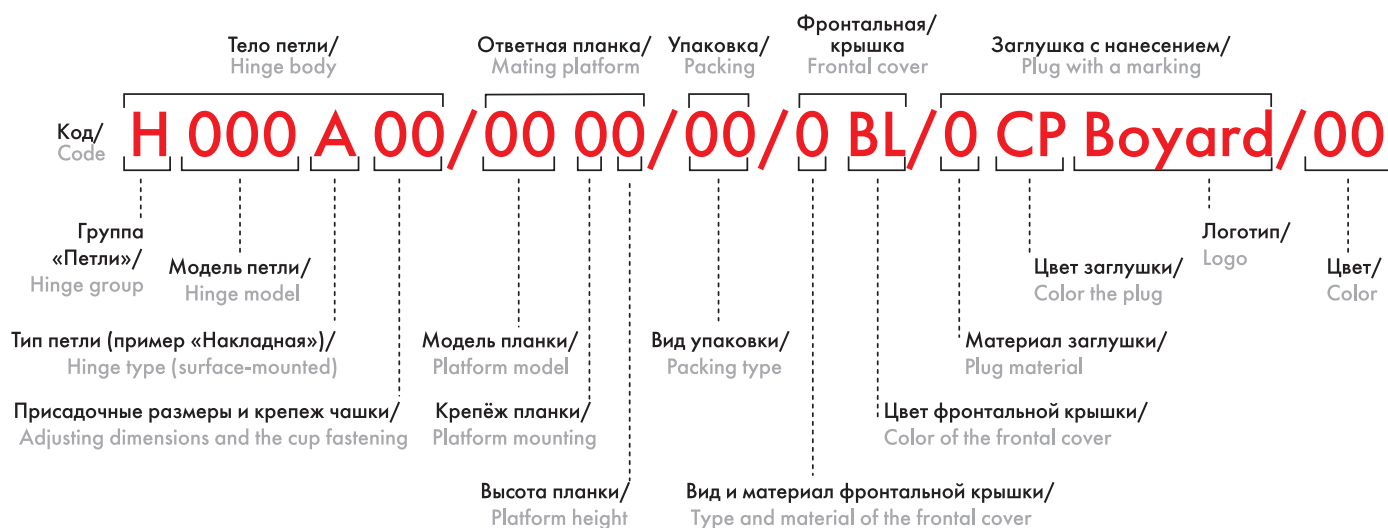 Тело петли/
Hinge body
Ответная планка/
Mating platform
Упаковка/
Packing
Фронтальная/
крышка
Frontal cover
Заглушка с нанесением/
Plug with a marking
Код/
Code
H 000 A 00/00 00/00/0 BL/0 CP Boyard/00
Группа
«Петли»/
Hinge group
Модель петли/
Hinge model
Цвет заглушки/
Color the plug
Логотип/
Logo
Цвет/
Color
Тип петли (пример «Накладная»)/
Hinge type (surface-mounted)
Модель планки/
Platform model
Вид упаковки/
Packing type
Материал заглушки/
Plug material
Присадочные размеры и крепеж чашки/
Adjusting dimensions and the cup fastening
Крепёж планки/
Platform mounting
Цвет фронтальной крышки/
Color of the frontal cover
Высота планки/
Platform height
Вид и материал фронтальной крышки/
Type and material of the frontal cover